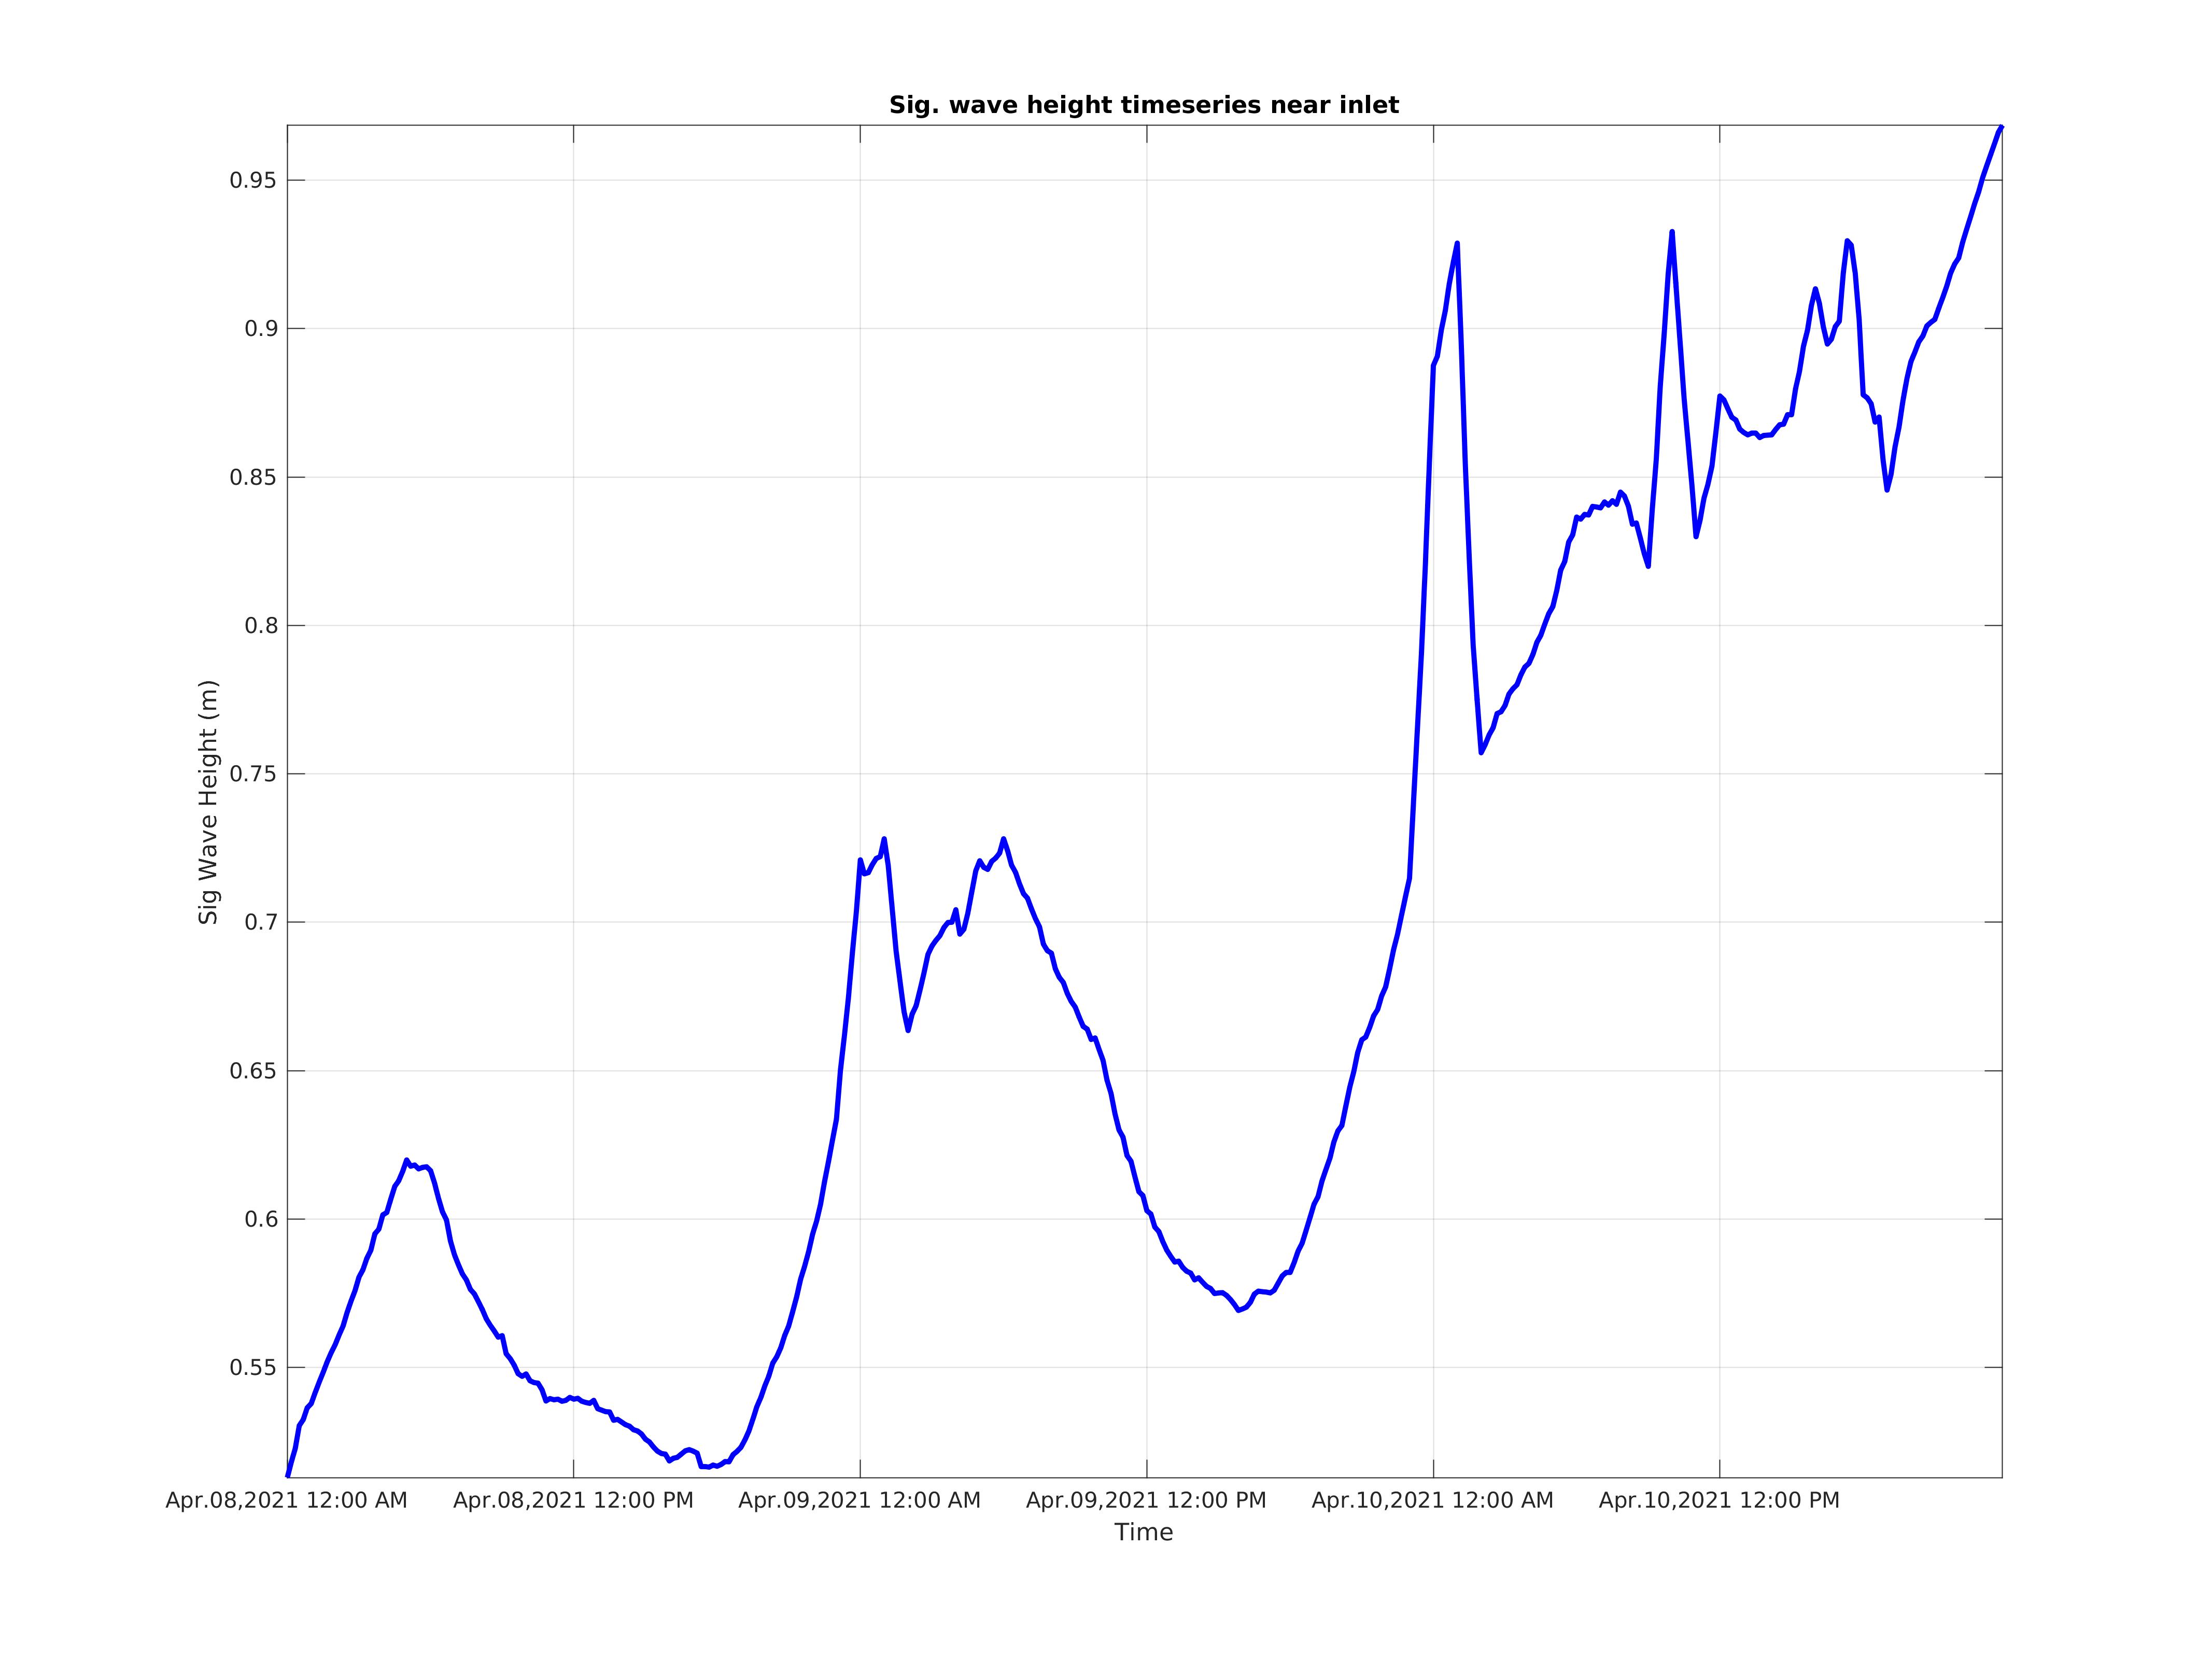 Sig. wave height timeseries near inlet
0.95
0.9
0.85
0.8
0.75
0.7
0.65
0.6
0.55
Sig Wave Height (m)
Apr.08,2021 12:00 AM Apr.08,2021 12:00 PM Apr.09,2021 12:00 AM Apr.09,2021 12:00 PM Apr.10,2021 12:00 AM Apr.10,2021 12:00 PM
Time